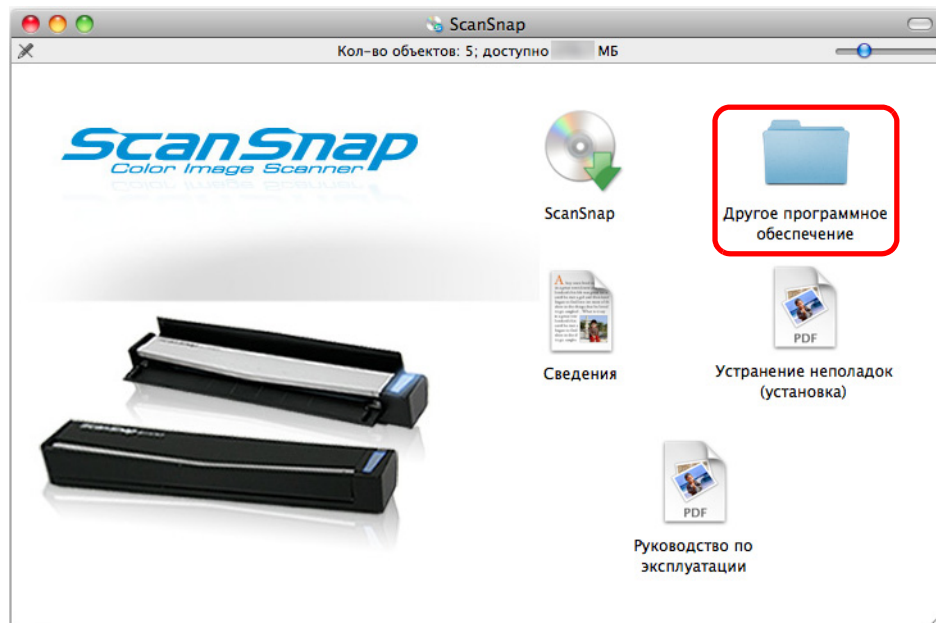 ScanSnap
Кол-во объектов: 5; доступно МБ
ScanSnap
Color Image Scanner
ScanSnap
Другое программное
обеспечение
Сведения
PDF
Устранение неполадок
(установка)
PDF
Руководство по
эксплуатации
ScanSnap